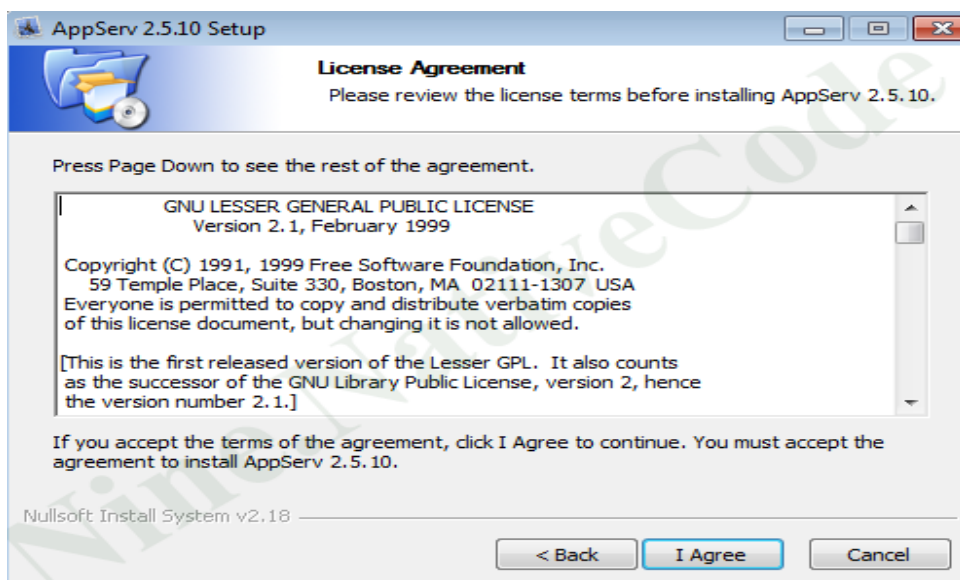 AppServ 2.5.10 Setup
License Agreement
Please review the license terms before installing AppServ 2.5.10.
Press Page Down to see the rest of the agreement.
GNU LESSER GENERAL PUBLIC LICENSE
Version 2.1, February 1999
Copyright (C) 1991, 1999 Free Software Foundation, Inc.
59 Temple Place, Suite 330, Boston, MA 02111-1307 USA
Everyone is permitted to copy and distribute verbatim copies
of this license document, but changing it is not allowed.
[This is the first released version of the Lesser GPL. It also counts
as the successor of the GNU Library Public License, version 2, hence
the version number 2.1.]
If you accept the terms of the agreement, click I Agree to continue. You must accept the
agreement to install AppServ 2.5.10.
Nullsoft Install System v2.18
< Back I Agree Cancel
NineNativeCode